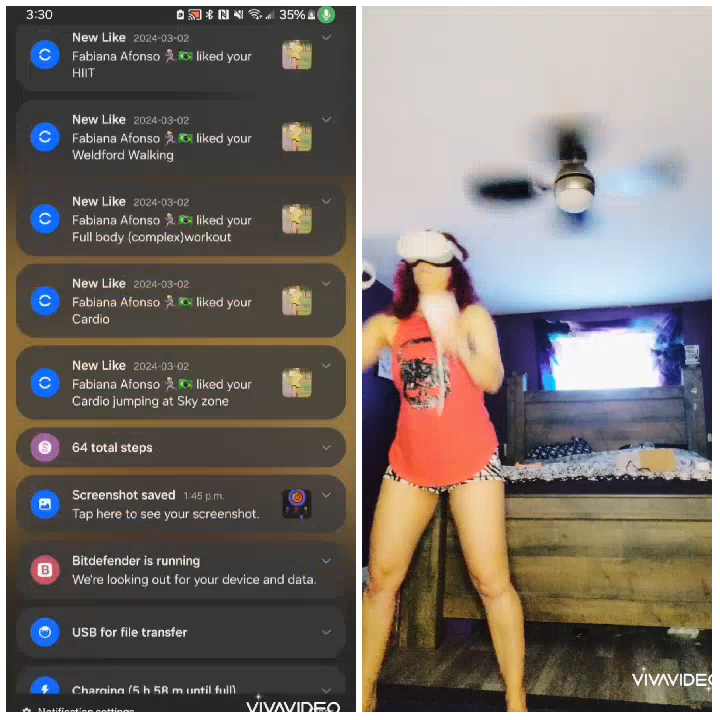 3:30
35%
New Like 2024-03-02
Fabiana Afonso liked your
HIIT
New Like 2024-03-02
Fabiana Afonso liked your
Weldford Walking
New Like 2024-03-02
Fabiana Afonso liked your
Full body (complex)workout
New Like 2024-03-02
Fabiana Afonso liked your
Cardio
New Like 2024-03-02
Fabiana Afonso liked your
Cardio jumping at Sky zone
64 total steps
Screenshot saved 1:45 p.m.
Tap here to see your screenshot.
B Bitdefender is running
We're looking out for your device and data.
USB for file transfer
Charging (5 h 58 m until full)
Notification settings
VIVAVIDEO
VIVAVIDEO